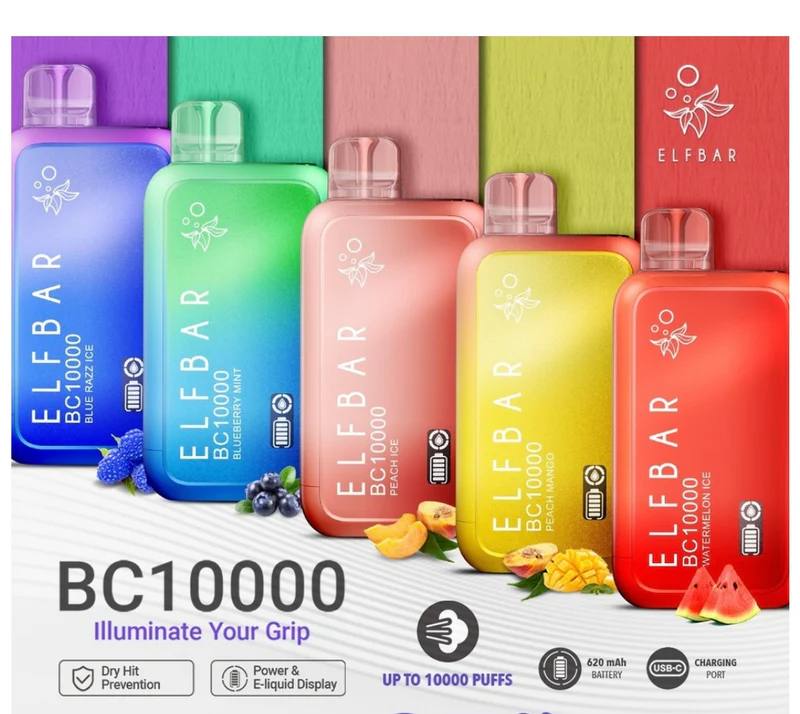 ELFBAR
ELFBAR
BC10000
BLUE RAZZ ICE
ELFBAR
BC10000
BLUEBERRY MINT
ELFBAR
BC10000
PEACH ICE
ELFBAR
BC10000
PEACH MANGO
ELFBAR
BC10000
WATERMELON ICE
BC10000
Illuminate Your Grip
Dry Hit
Prevention
Power &
E-liquid Display
UP TO 10000 PUFFS
620 mAh
BATTERY
USB-C
CHARGING
PORT